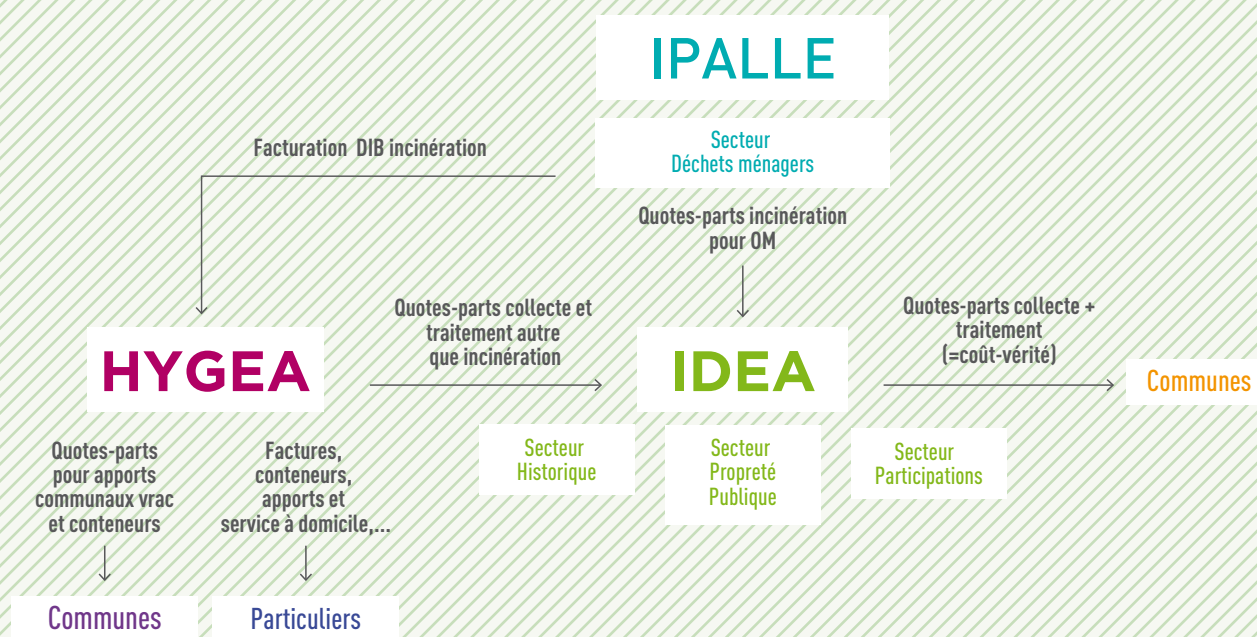 IPALLE
Secteur
Déchets ménagers
Facturation DIB incinération
Quotes-parts incinération
pour OM
Quotes-parts collecte et
traitement autre
que incinération
Quotes-parts collecte +
traitement
(=coût-vérité)
HYGEA
IDEA
Communes
Quotes-parts
pour apports
communaux vrac
et conteneurs
Factures,
conteneurs,
apports et
service à domicile,...
Secteur
Historique
Secteur
Propreté
Publique
Secteur
Participations
Communes
Particuliers